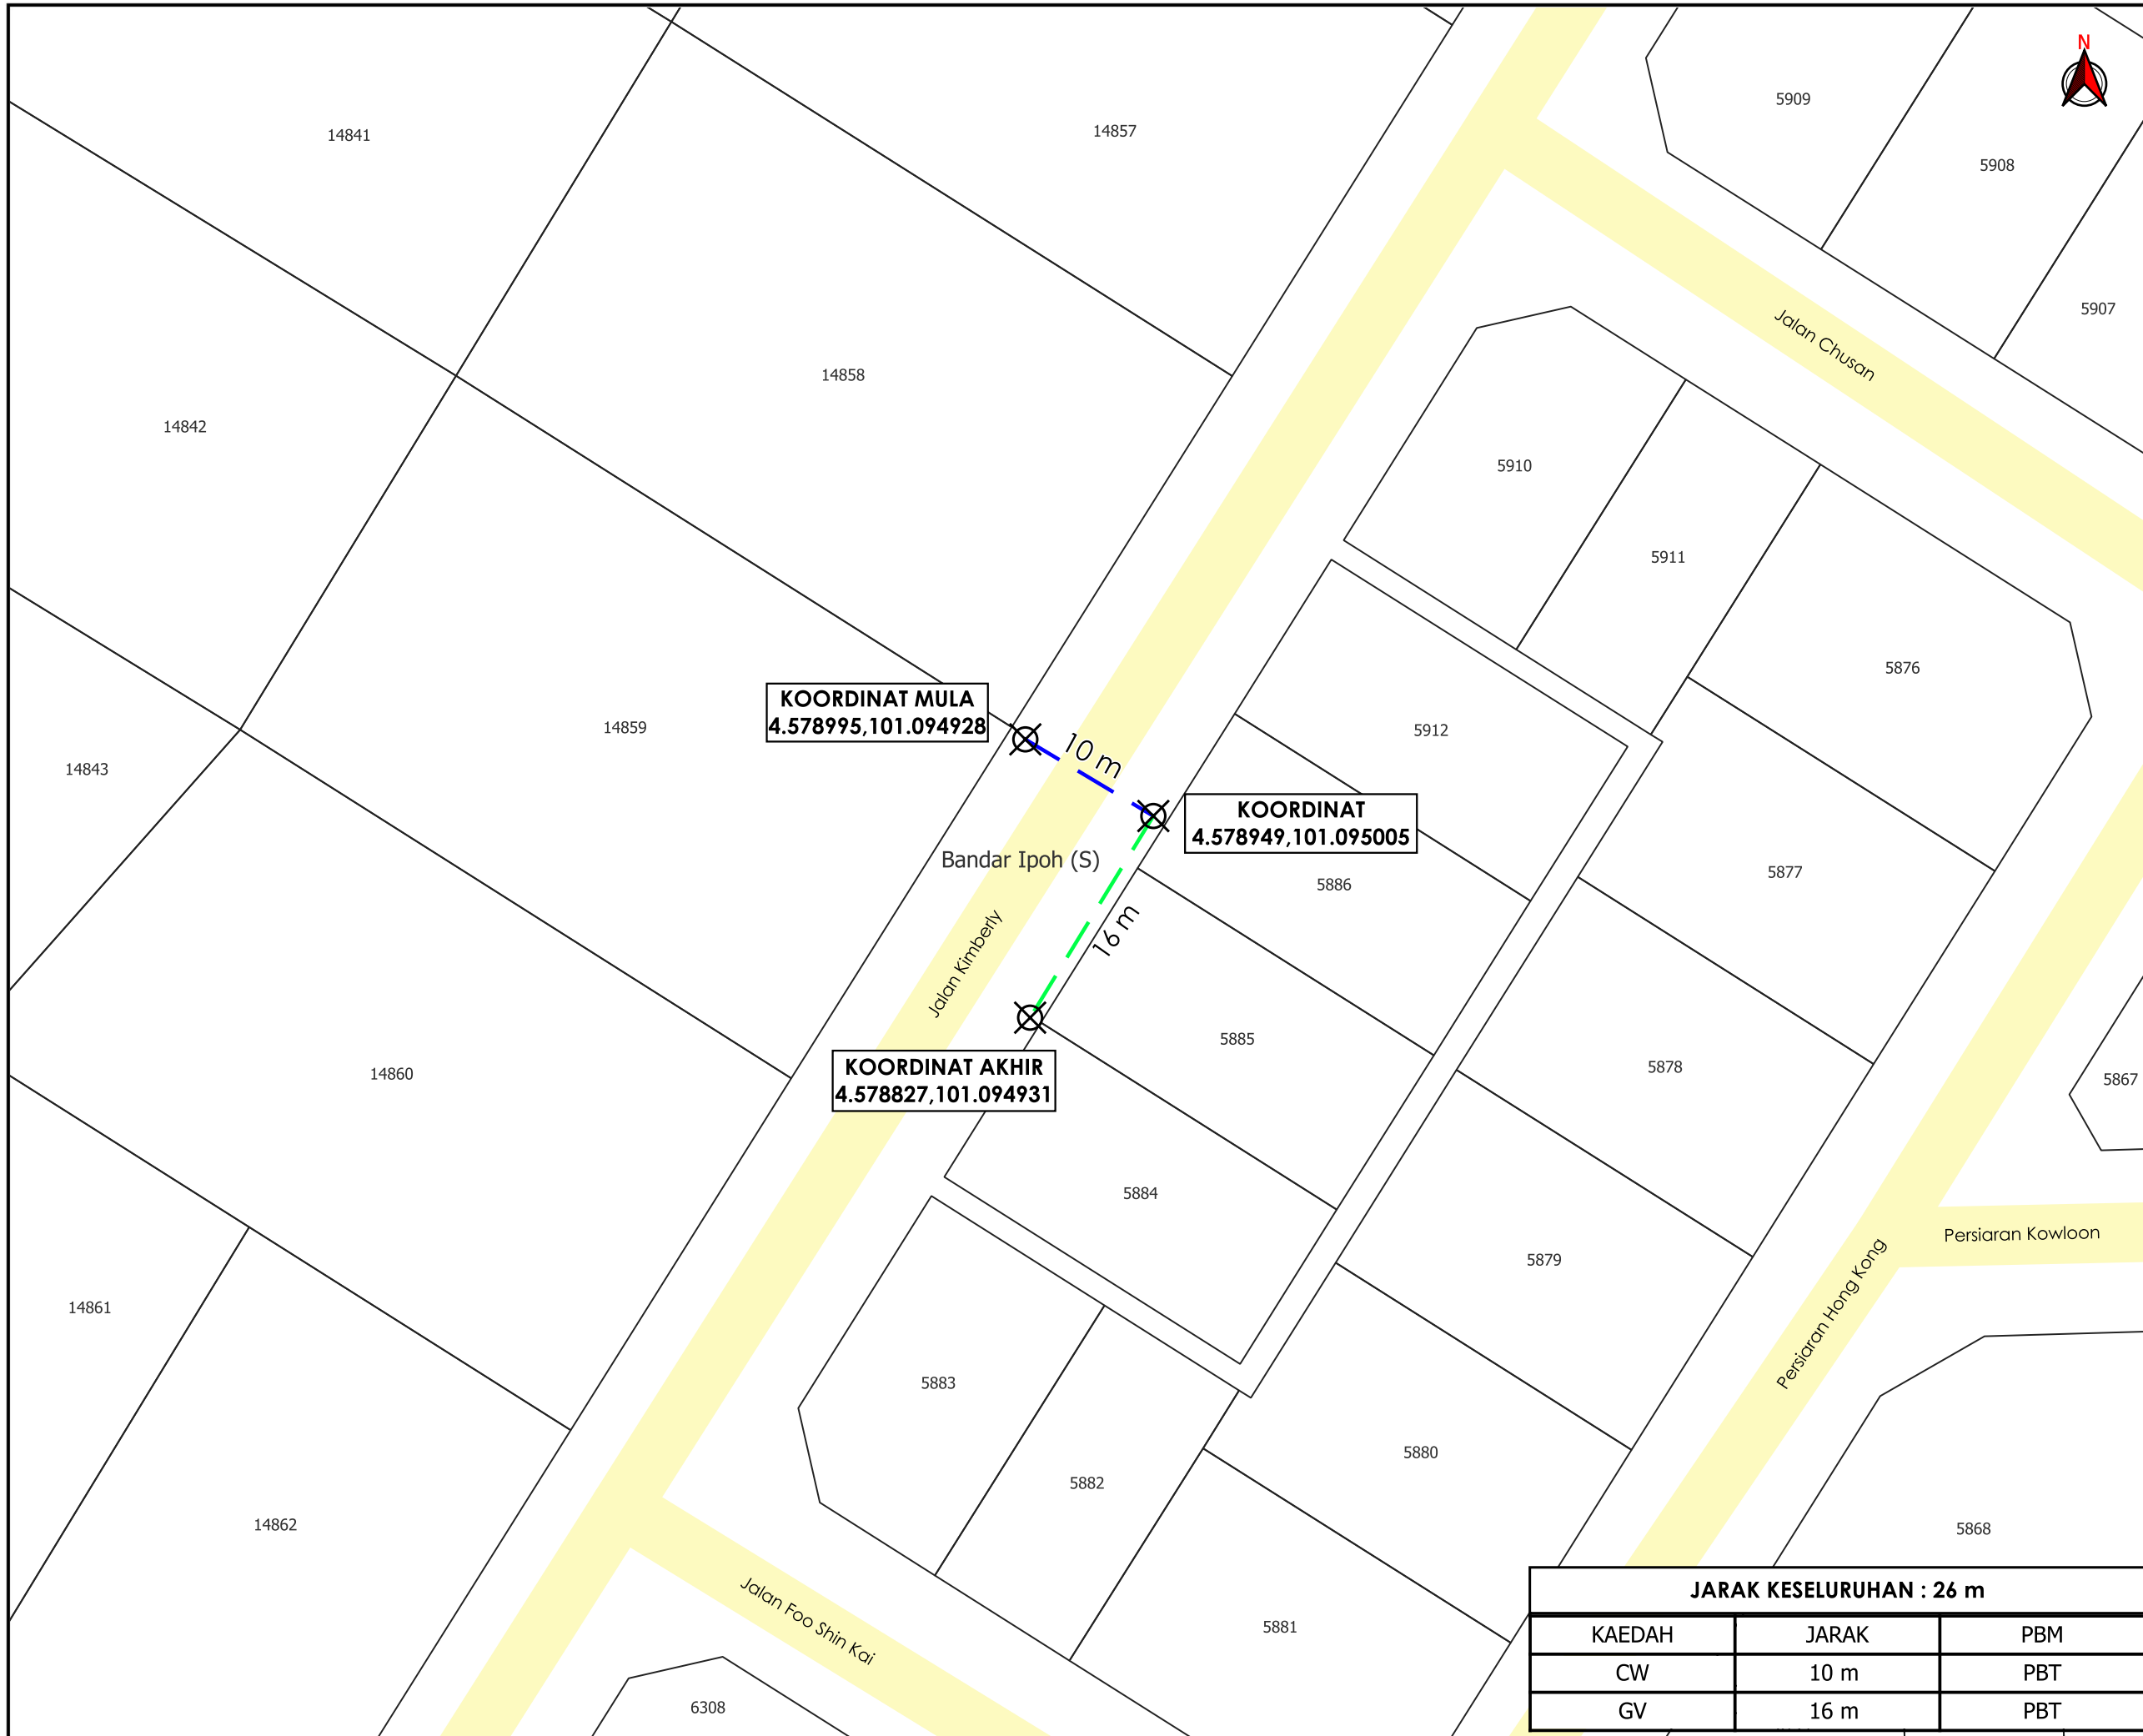 N
5909
14841
14857
5908
5907
Jalan Chusan
14858
14842
5910
5911
5876
KOORDINAT MULA
4.578995,101.094928
14859
5912
10 m
14843
KOORDINAT
4.578949,101.095005
Bandar Ipoh (S)
5877
5886
16 m
Jalan Kimberly
5885
KOORDINAT AKHIR
4.578827,101.094931
14860
5878
5867
5884
Persiaran Kowloon
5879
Persiaran Hong Kong
14861
5883
5880
5882
14862
5868
Jalan Foo Shin Kai
5881
6308
JARAK KESELURUHAN : 26 m
KAEDAH JARAK PBM
CW 10 m PBT
GV 16 m PBT